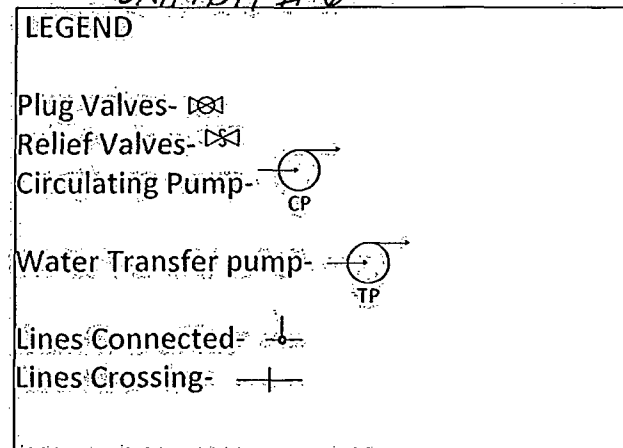 LEGEND
Plug Valves-
Relief Valves-
Circulating Pump-
CP
Water Transfer pump-
TP
Lines Connected-
Lines Crossing-